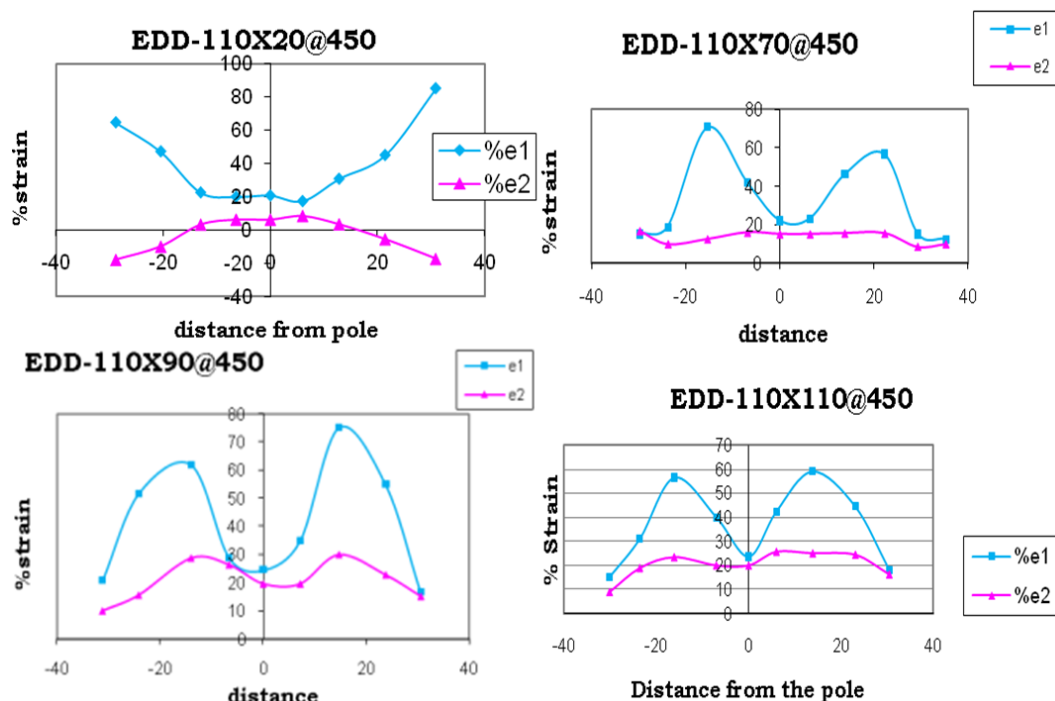 EDD-110X20@450
%strain
100
80
60
40
20
0
-20
-40
-40 -20 0 20 40
%e1
%e2
distance from pole
EDD-110X70@450
e1
e2
%strain
80
60
40
20
0
-40 -20 0 20 40
distance
EDD-110X90@450
e1
e2
%strain
80
70
60
50
40
30
20
10
0
-40 -20 0 20 40
distance
EDD-110X110@450
% Strain
70
60
50
40
30
20
10
0
-40 -20 0 20 40
%e1
%e2
Distance from the pole